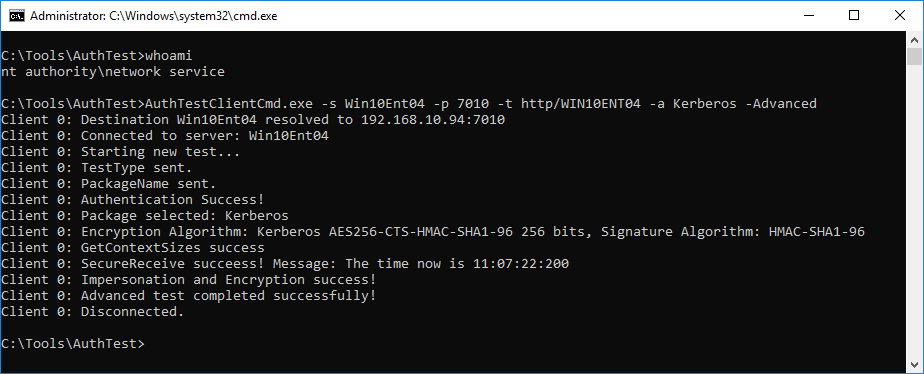 Administrator: C:\Windows\system32\cmd.exe
C:\Tools\AuthTest>whoami
nt authority\network service
C:\Tools\AuthTest>AuthTestClientCmd.exe -s Win10Ent04 -p 7010 -t http/WIN10ENT04 -a Kerberos -Advanced
Client 0: Destination Win10Ent04 resolved to 192.168.10.94:7010
Client 0: Connected to server: Win10Ent04
Client 0: Starting new test...
Client 0: TestType sent.
Client 0: PackageName sent.
Client 0: Authentication Success!
Client 0: Package selected: Kerberos
Client 0: Encryption Algorithm: Kerberos AES256-CTS-HMAC-SHA1-96 256 bits, Signature Algorithm: HMAC-SHA1-96
Client 0: GetContextSizes success
Client 0: SecureReceive succeess! Message: The time now is 11:07:22:200
Client 0: Impersonation and Encryption success!
Client 0: Advanced test completed successfully!
Client 0: Disconnected.
C:\Tools\AuthTest>